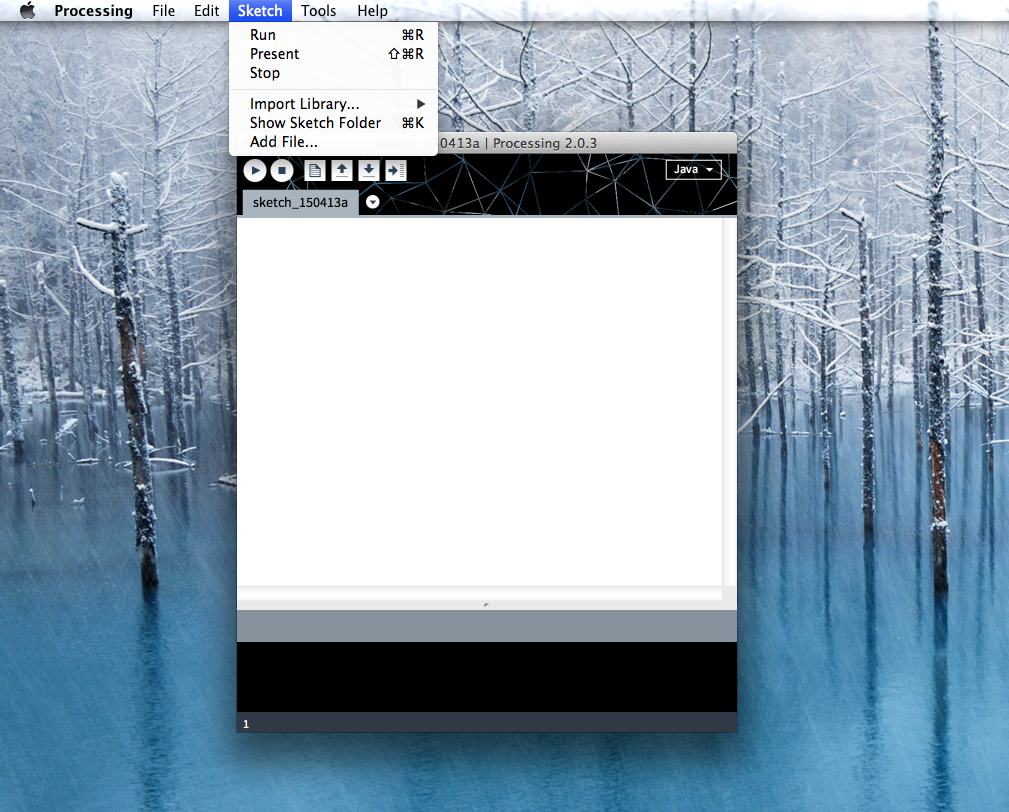 Processing File Edit Sketch Tools Help
Run ⌘R
Present ⇧⌘R
Stop
Import Library... ▶
Show Sketch Folder ⌘K
Add File...
0413a | Processing 2.0.3
Java
sketch_150413a
1